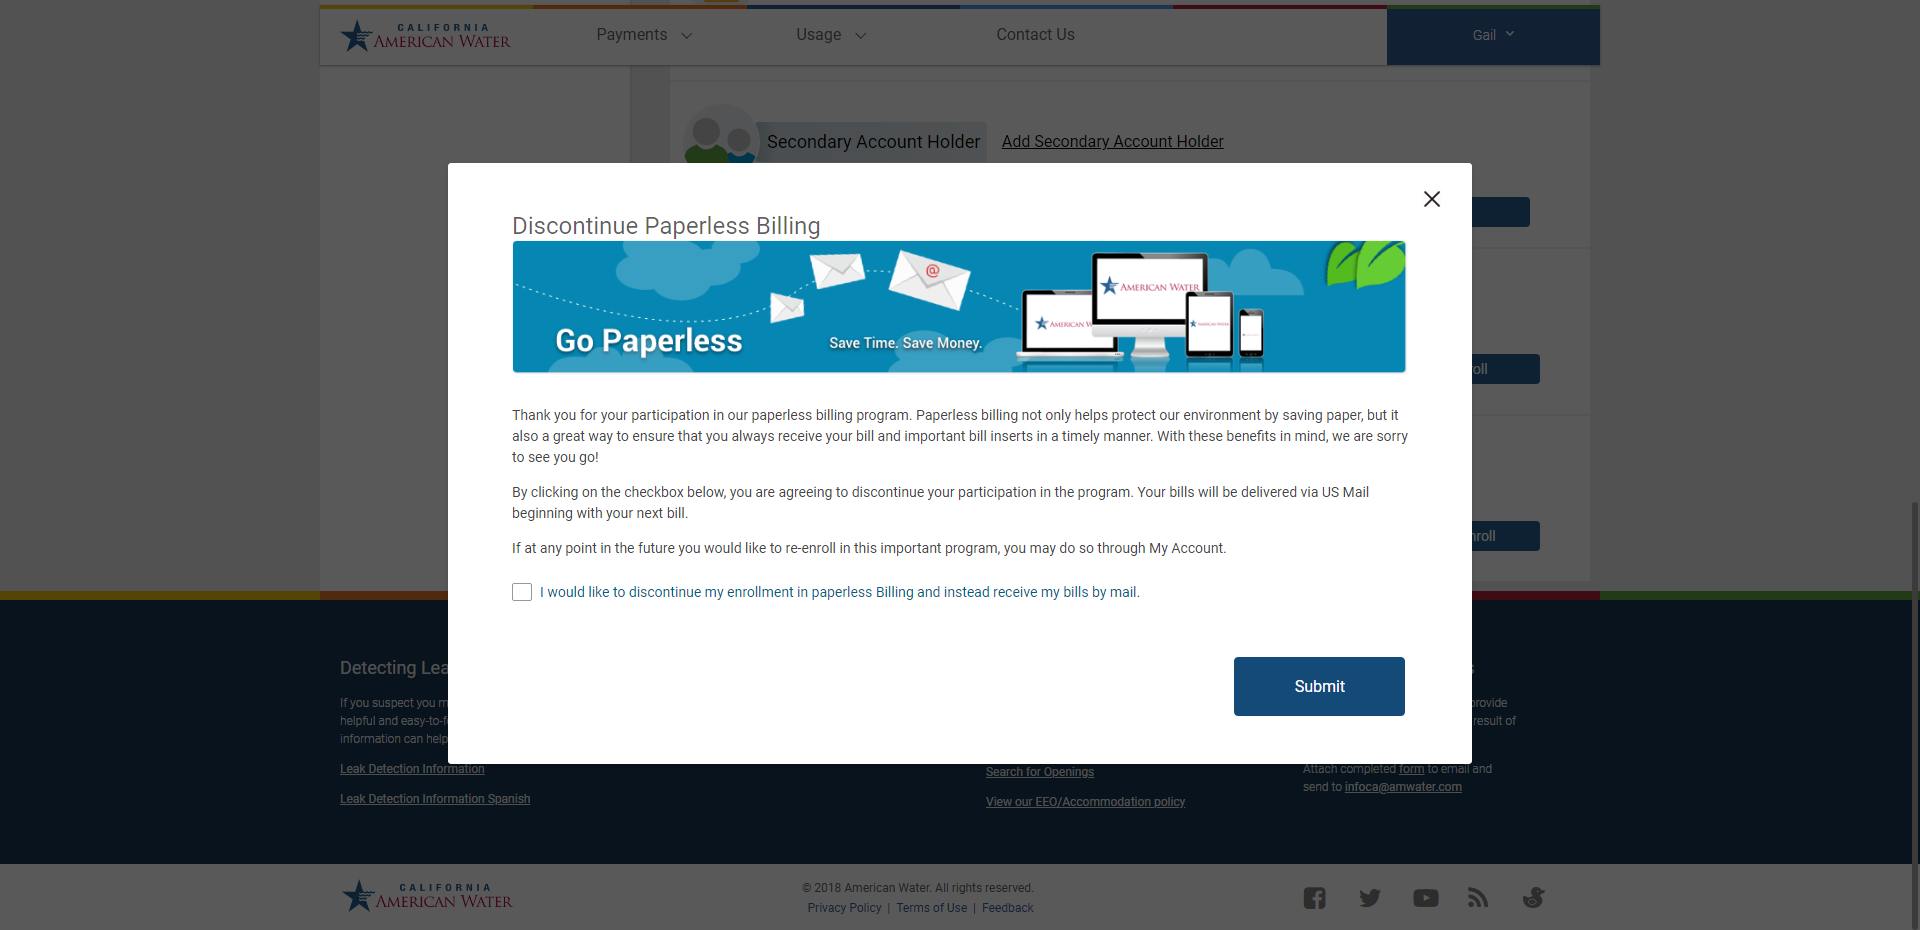 CALIFORNIA
AMERICAN WATER
Payments
Usage
Contact Us
Gail
Secondary Account Holder
Add Secondary Account Holder
Discontinue Paperless Billing
@
AMERICAN WATER
Go Paperless
Save Time. Save Money.
Thank you for your participation in our paperless billing program. Paperless billing not only helps protect our environment by saving paper, but it
also a great way to ensure that you always receive your bill and important bill inserts in a timely manner. With these benefits in mind, we are sorry
to see you go!
By clicking on the checkbox below, you are agreeing to discontinue your participation in the program. Your bills will be delivered via US Mail
beginning with your next bill.
If at any point in the future you would like to re-enroll in this important program, you may do so through My Account.
I would like to discontinue my enrollment in paperless Billing and instead receive my bills by mail.
Submit
Detecting Lea
If you suspect you m
helpful and easy-to-f
information can help
Leak Detection Information
Leak Detection Information Spanish
Search for Openings
View our EEO/Accommodation policy
provide
result of
Attach completed form to email and
send to infoca@amwater.com
CALIFORNIA
AMERICAN WATER
© 2018 American Water. All rights reserved.
Privacy Policy | Terms of Use | Feedback